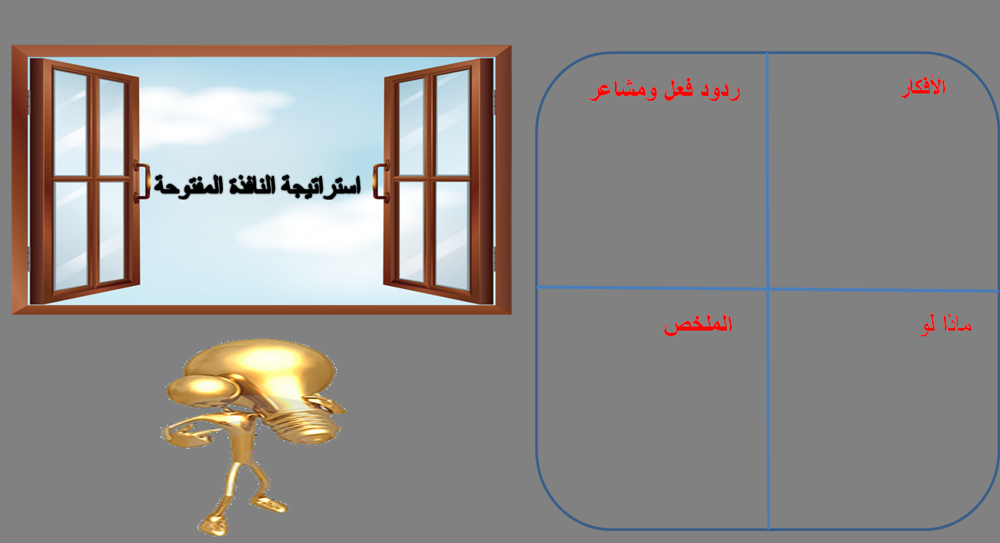 الأفكار
ردود فعل ومشاعر
استراتيجة النافذة المفتوحة
ماذا لو
الملخص